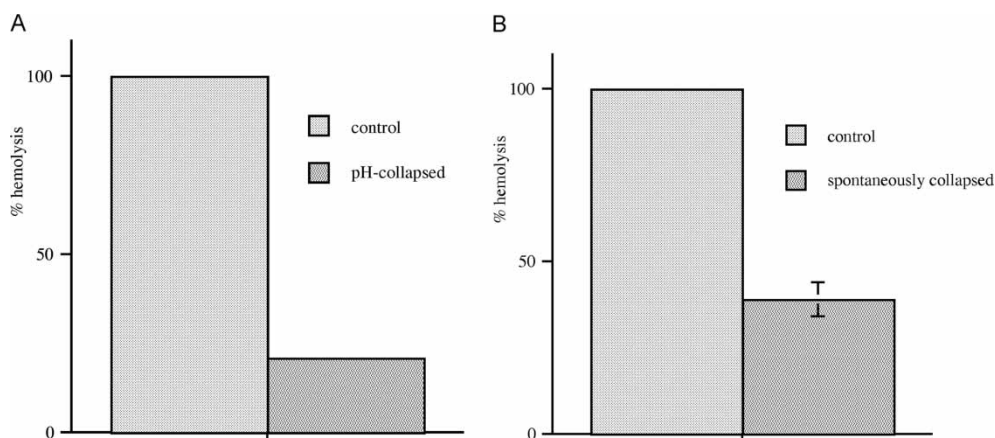 A
% hemolysis
100
50
0
control
pH-collapsed
B
% hemolysis
100
50
0
control
spontaneously collapsed